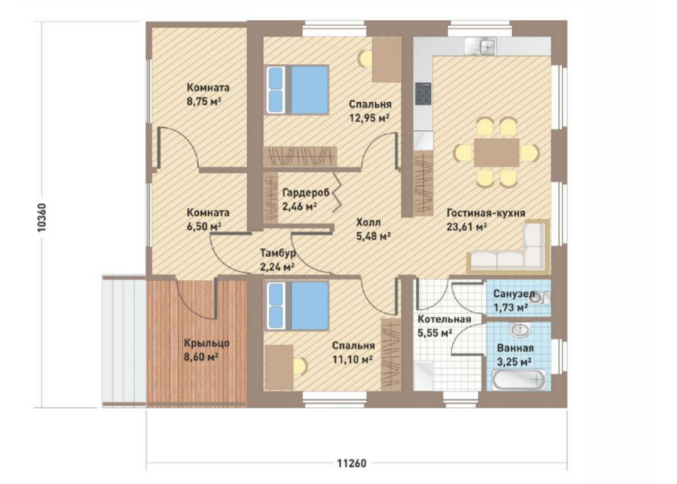 Комната
8,75 м²
Спальня
12,95 м²
Гардероб
2,46 м²
Комната
6,50 м²
Холл
5,48 м²
Гостиная-кухня
23,61 м²
Тамбур
2,24 м²
10360
Крыльцо
8,60 м²
Спальня
11,10 м²
Котельная
5,55 м²
Санузел
1,73 м²
Ванная
3,25 м²
11260